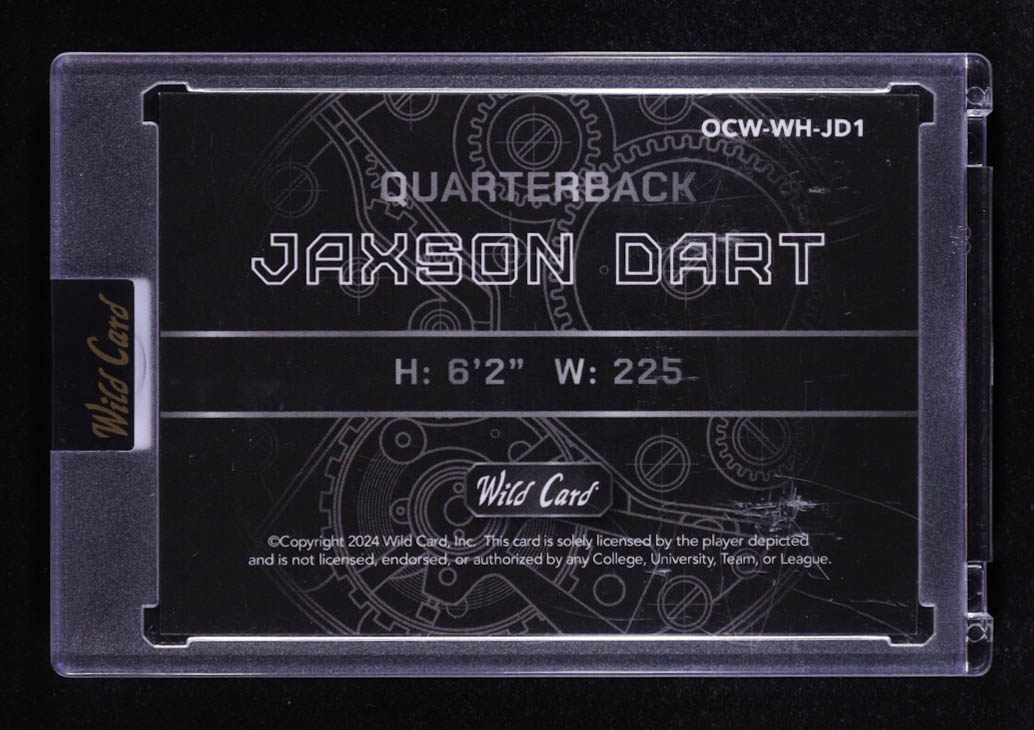 OCW-WH-JD1
QUARTERBACK
JAXSON DART
H: 6'2” W: 225
Wild Card
Wild Card
©Copyright 2024 Wild Card, Inc. This card is solely licensed by the player depicted
and is not licensed, endorsed, or authorized by any College, University, Team, or League.